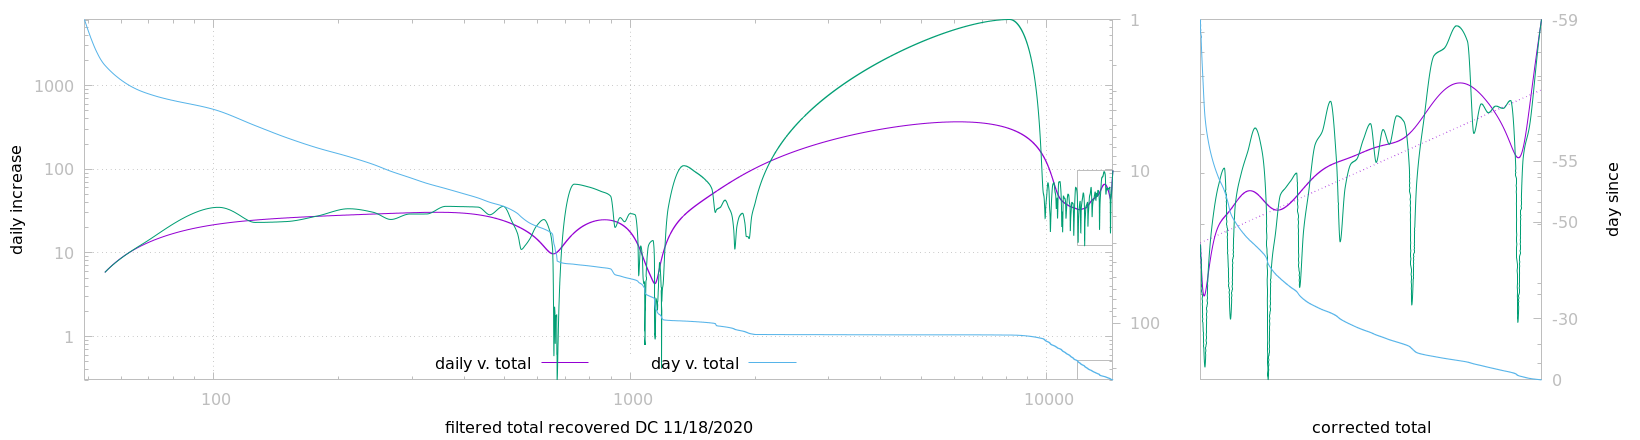 1
-59
1000
daily increase
100
10
-55
10
-50
day since
1
100
-30
daily v. total
day v. total
0
100
1000
10000
filtered total recovered DC 11/18/2020
corrected total